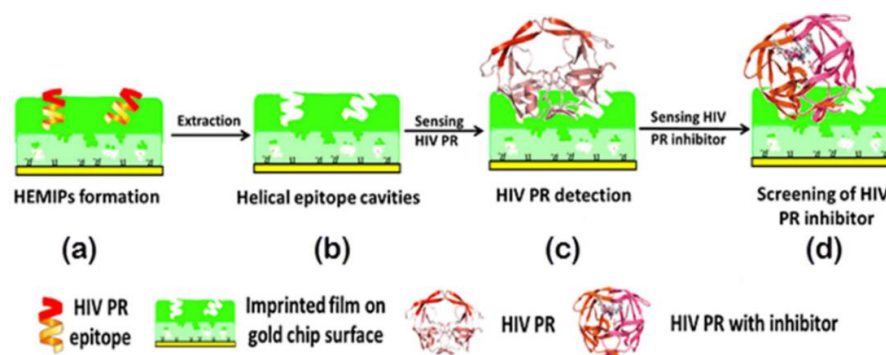 Extraction
Sensing
HIV PR
Sensing HIV
PR inhibitor
HEMIPs formation
Helical epitope cavities
HIV PR detection
Screening of HIV
PR inhibitor
(a)
(b)
(c)
(d)
HIV PR
epitope
Imprinted film on
gold chip surface
HIV PR
HIV PR with inhibitor